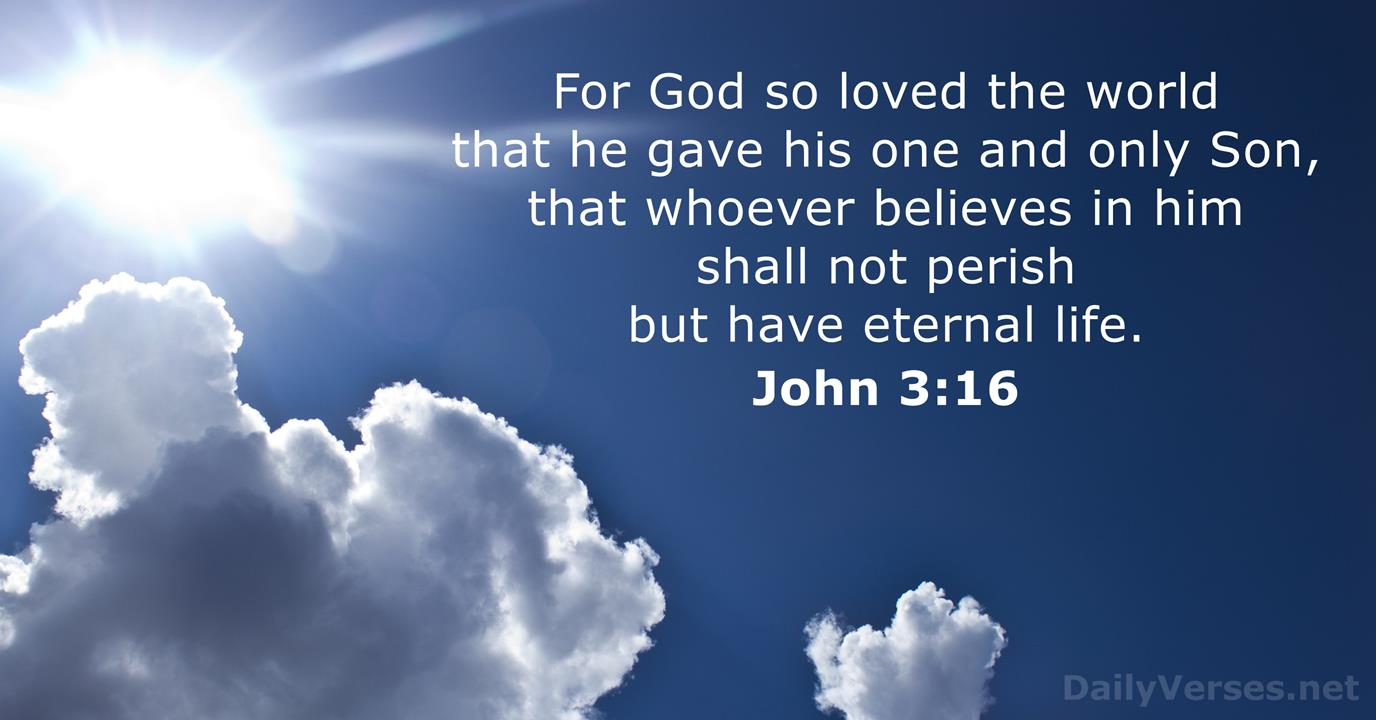 For God so loved the world
that he gave his one and only Son,
that whoever believes in him
shall not perish
but have eternal life.
John 3:16
DailyVerses.net